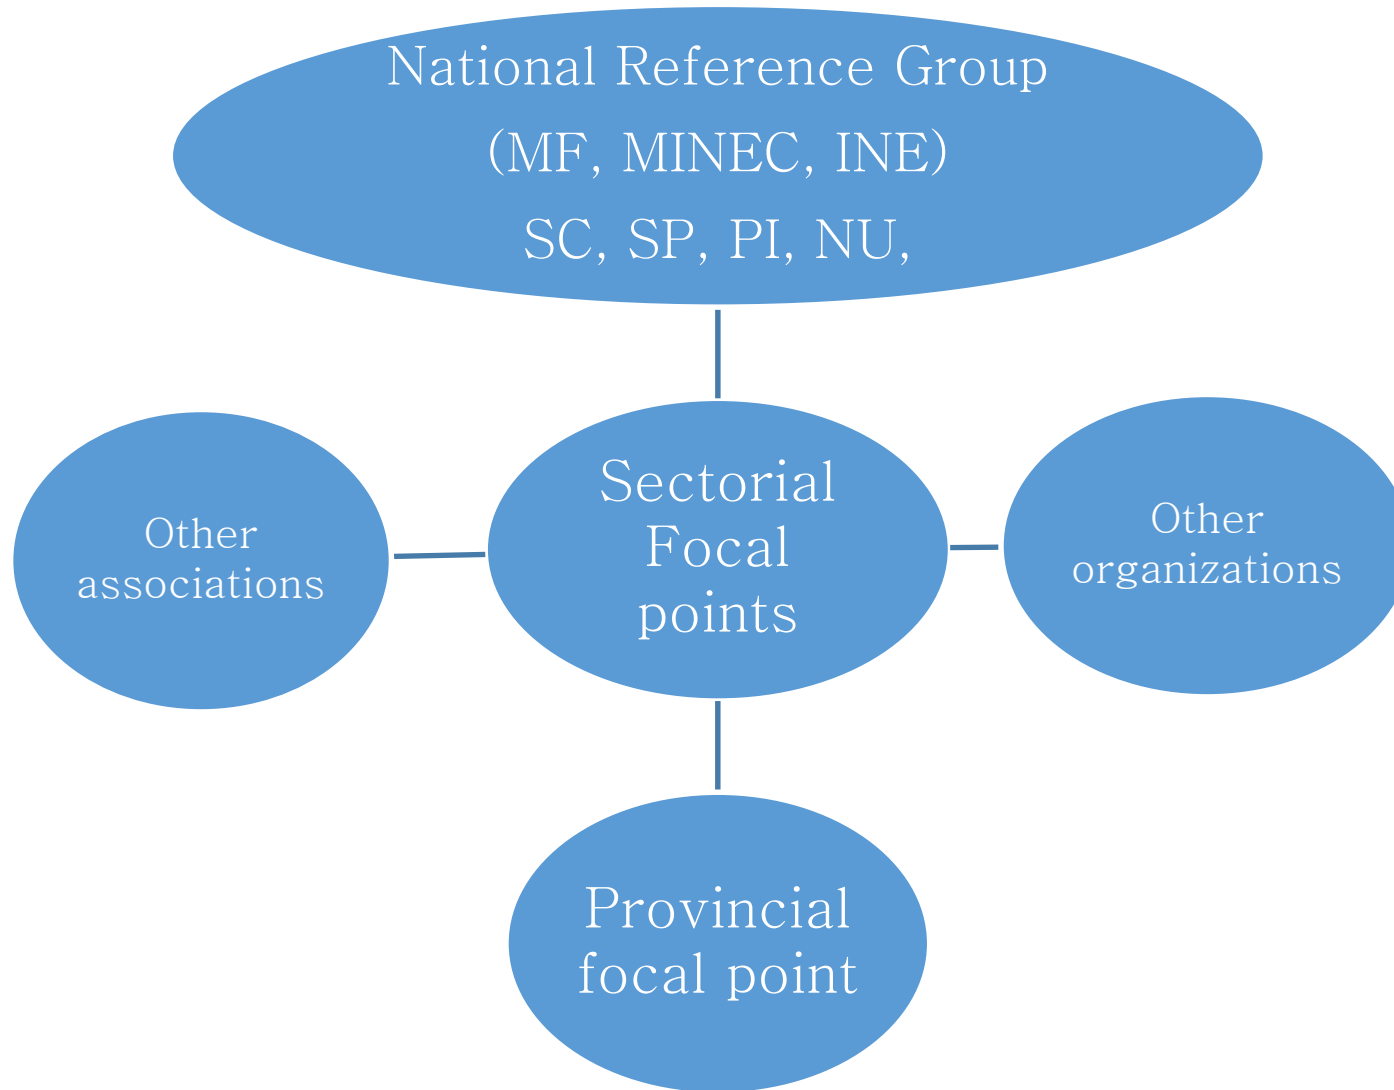 National Reference Group
(MF, MINEC, INE)
SC, SP, PI, NU,
Other
associations
Sectorial
Focal
points
Other
organizations
Provincial
focal point